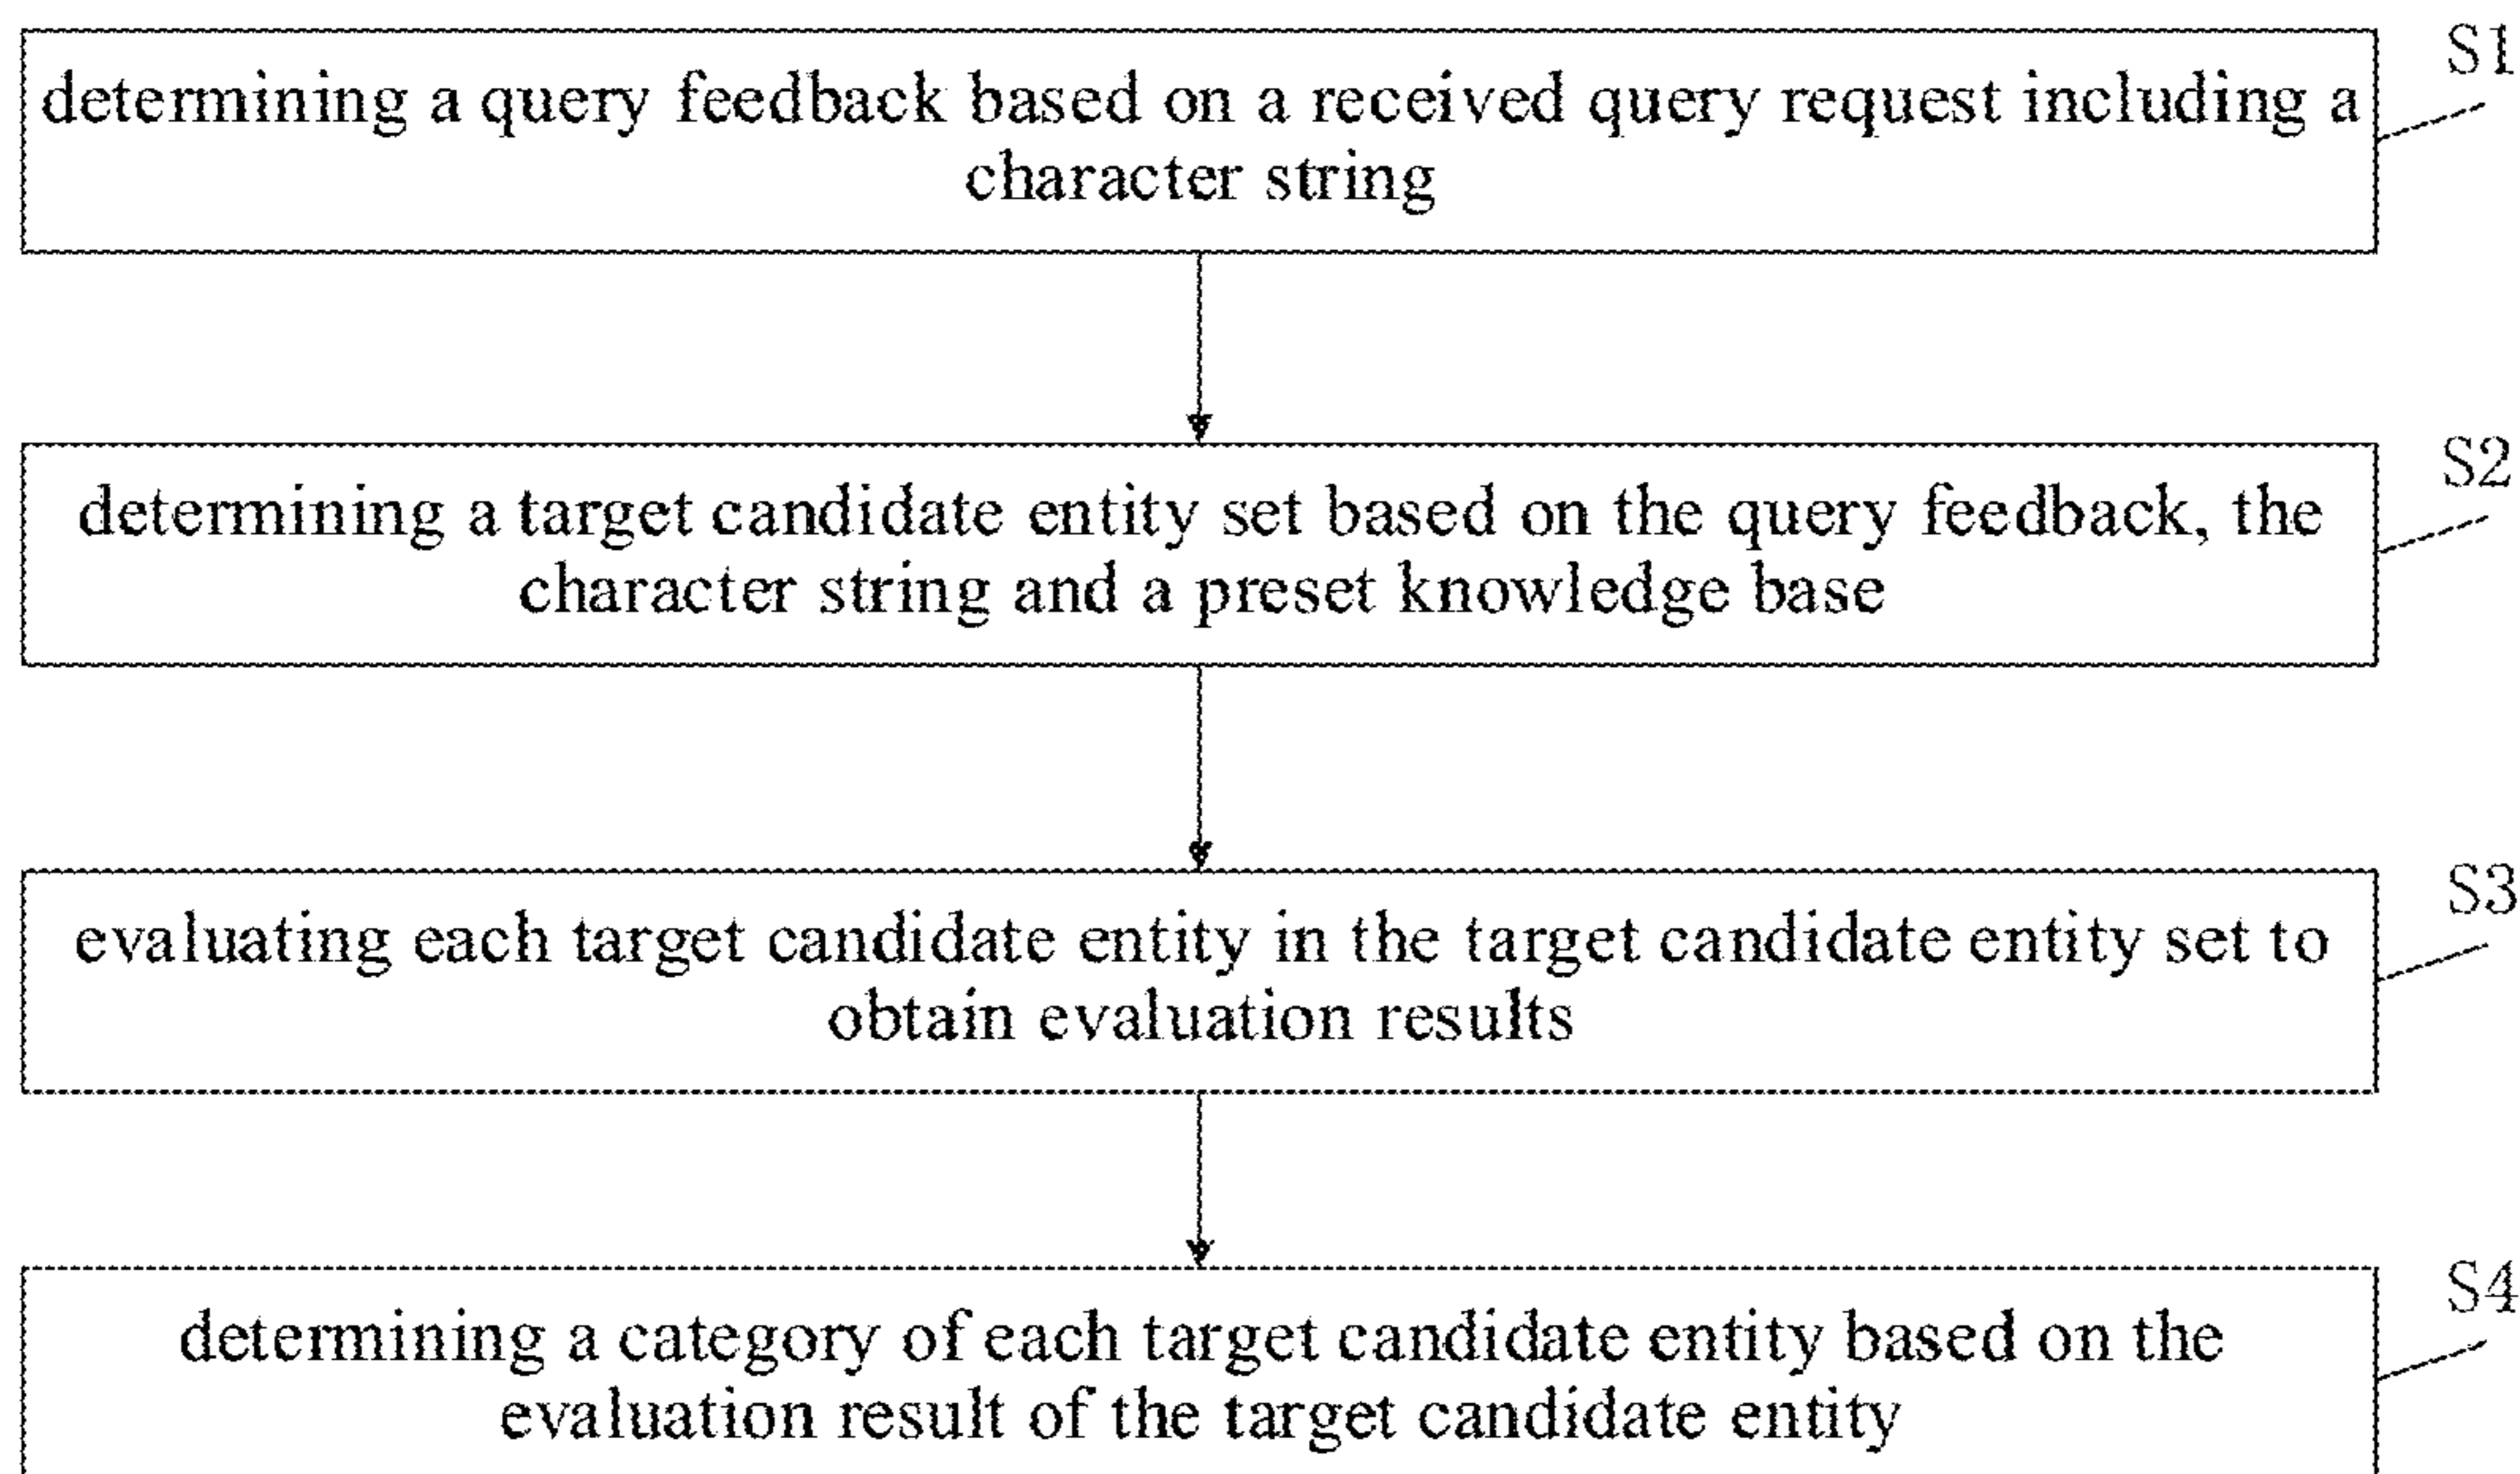 S1
determining a query feedback based on a received query request including a
character string
S2
determining a target candidate entity set based on the query feedback, the
character string and a preset knowledge base
S3
evaluating each target candidate entity in the target candidate entity set to
obtain evaluation results
S4
determining a category of each target candidate entity based on the
evaluation result of the target candidate entity